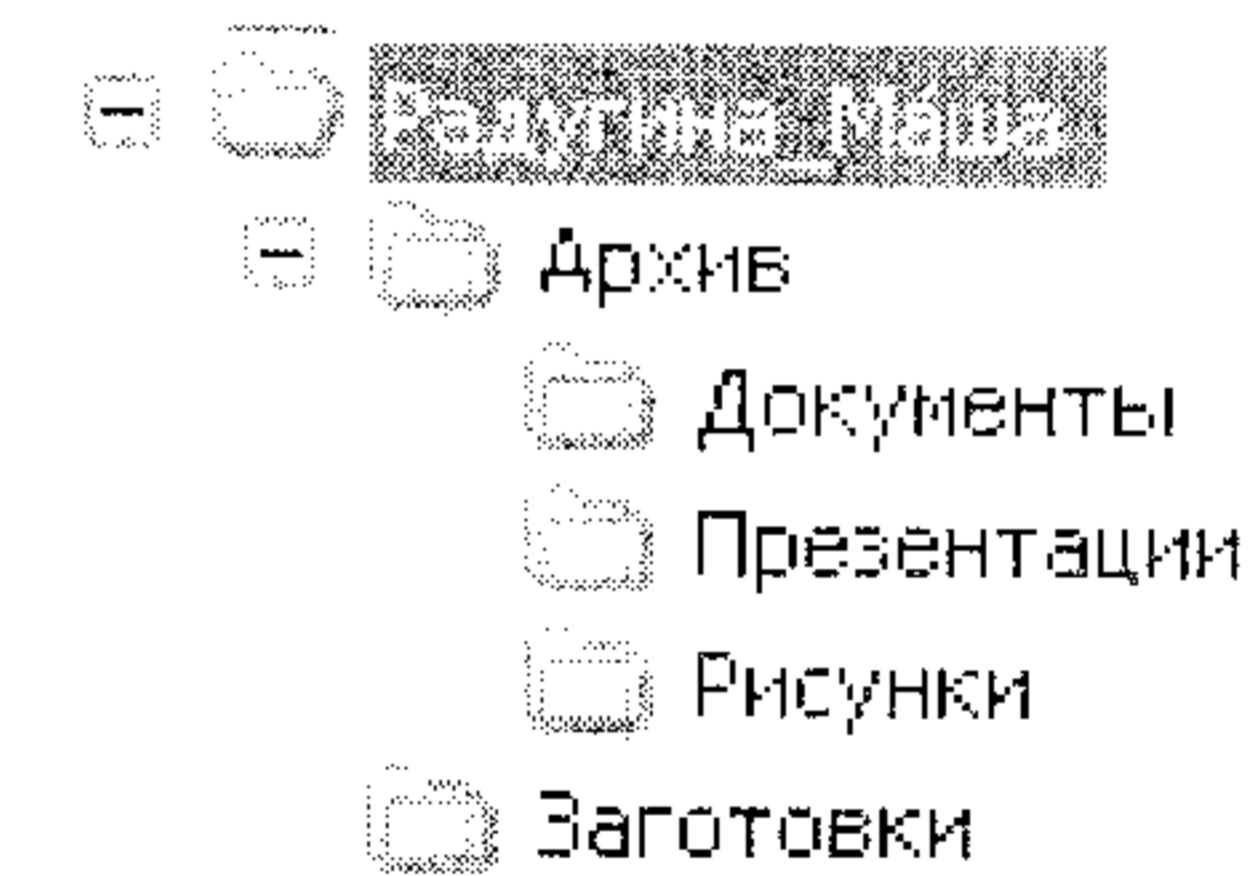 Радугина_Маша
Архив
Документы
Презентации
Рисунки
Заготовки